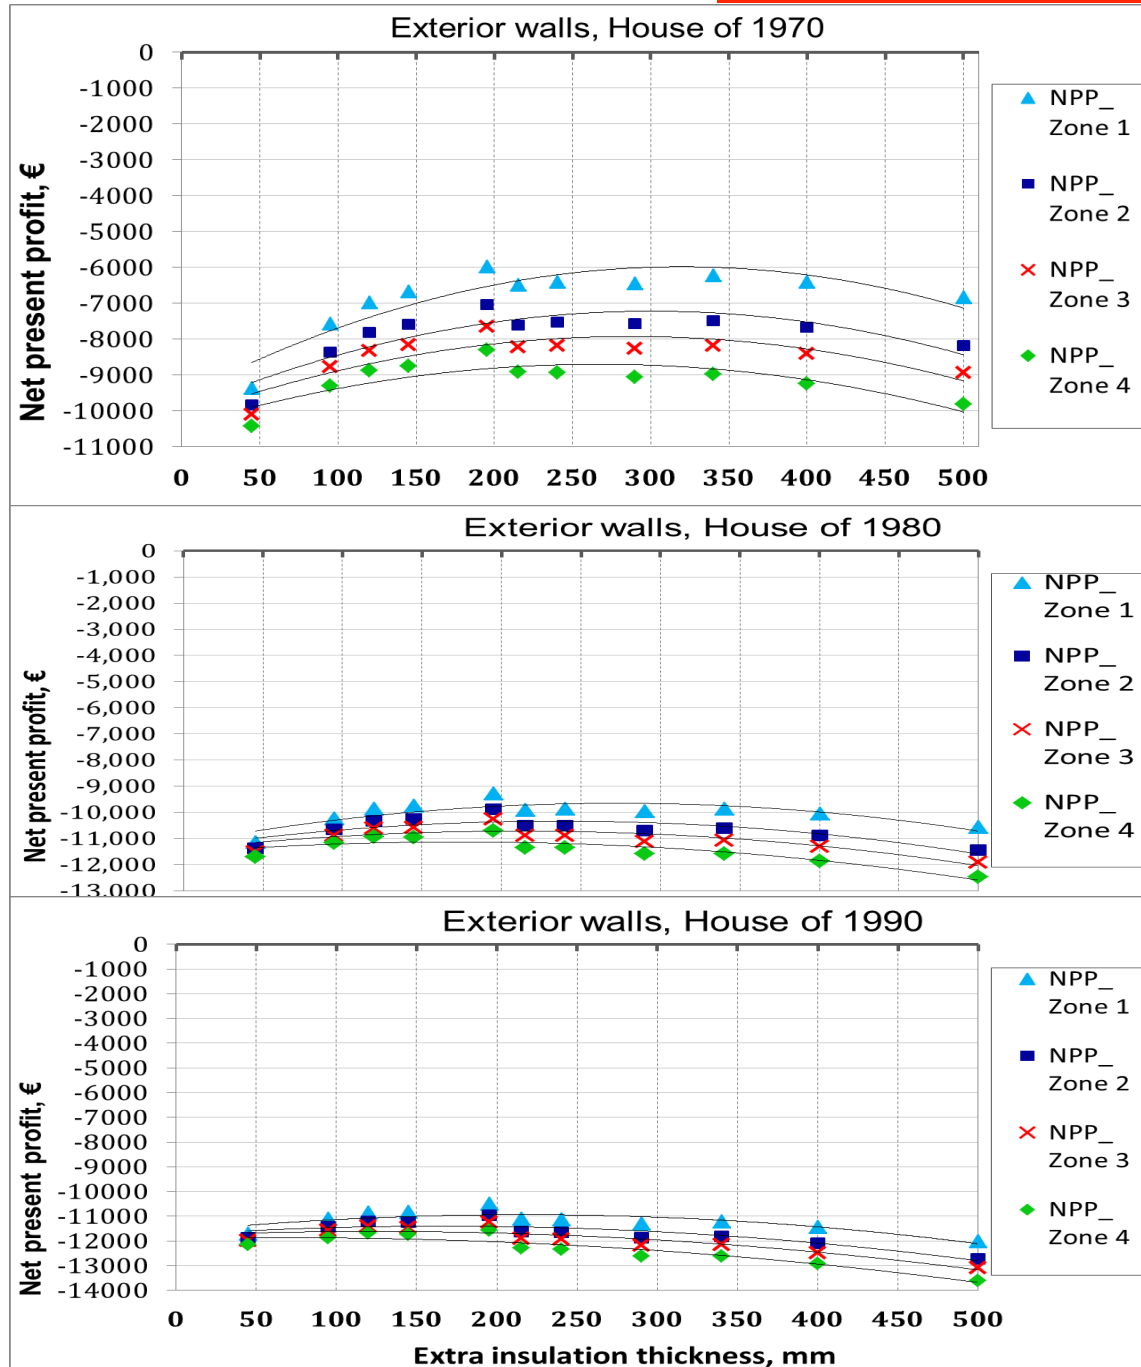 Exterior walls, House of 1970
0
-1000
-2000
-3000
-4000
-5000
-6000
-7000
-8000
-9000
-10000
-11000
Net present profit, €
0 50 100 150 200 250 300 350 400 450 500
NPP_
Zone 1
NPP_
Zone 2
NPP_
Zone 3
NPP_
Zone 4
Exterior walls, House of 1980
0
-1,000
-2,000
-3,000
-4,000
-5,000
-6,000
-7,000
-8,000
-9,000
-10,000
-11,000
-12,000
-13,000
Net present profit, €
NPP_
Zone 1
NPP_
Zone 2
NPP_
Zone 3
NPP_
Zone 4
Exterior walls, House of 1990
0
-1000
-2000
-3000
-4000
-5000
-6000
-7000
-8000
-9000
-10000
-11000
-12000
-13000
-14000
Net present profit, €
0 50 100 150 200 250 300 350 400 450 500
Extra insulation thickness, mm
NPP_
Zone 1
NPP_
Zone 2
NPP_
Zone 3
NPP_
Zone 4